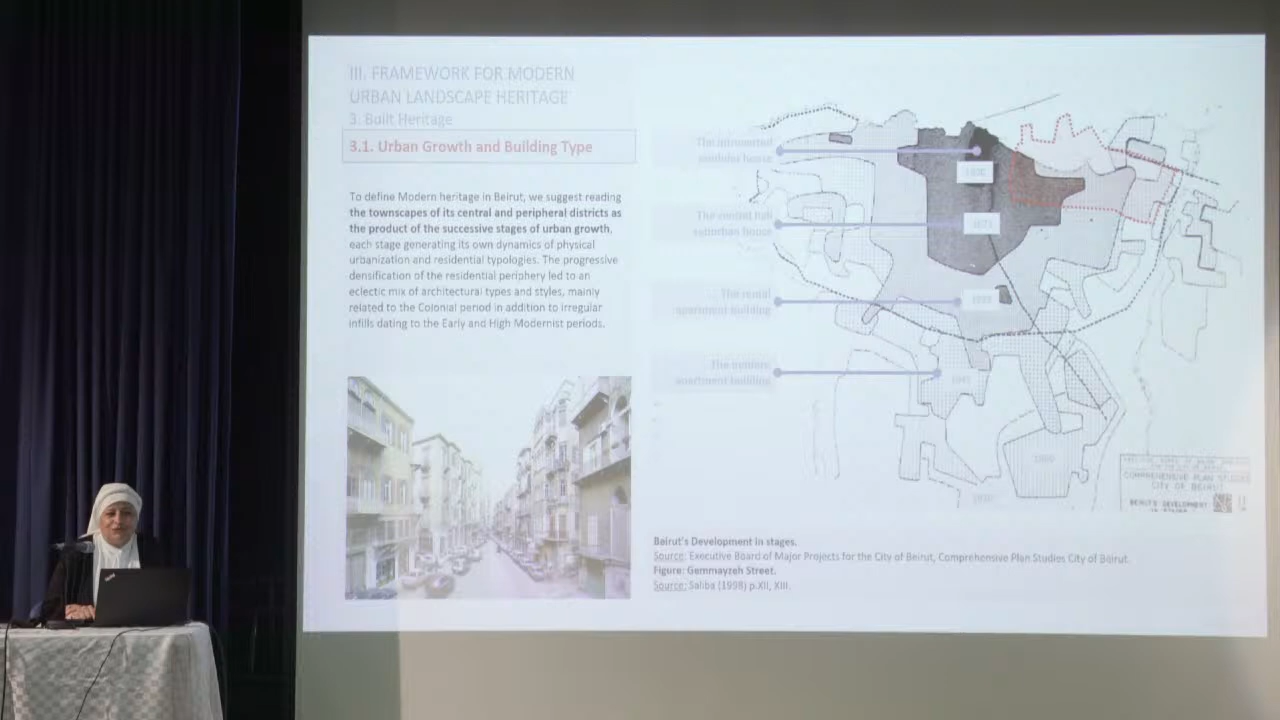 III. FRAMEWORK FOR MODERN
URBAN LANDSCAPE HERITAGE
3. Built Heritage
3.1. Urban Growth and Building Type
To define Modern heritage in Beirut, we suggest reading
the townscapes of its central and peripheral districts as
the product of the successive stages of urban growth,
each stage generating its own dynamics of physical
urbanization and residential typologies. The progressive
densification of the residential periphery led to an
eclectic mix of architectural types and styles, mainly
related to the Colonial period in addition to irregular
infills dating to the Early and High Modernist periods.
The
modular house
The central hall
suburban house
The rental
apartment building
The
apartment building
COMPREHENSIVE PLAN STUDIES
CITY OF BEIRUT
BEIRUT'S DEVELOPMENT
Beirut's Development in stages.
Source: Executive Board of Major Projects for the City of Beirut, Comprehensive Plan Studies City of Beirut.
Figure: Gemmayzeh Street.
Source: Saliba (1998) p.XII, XIII.